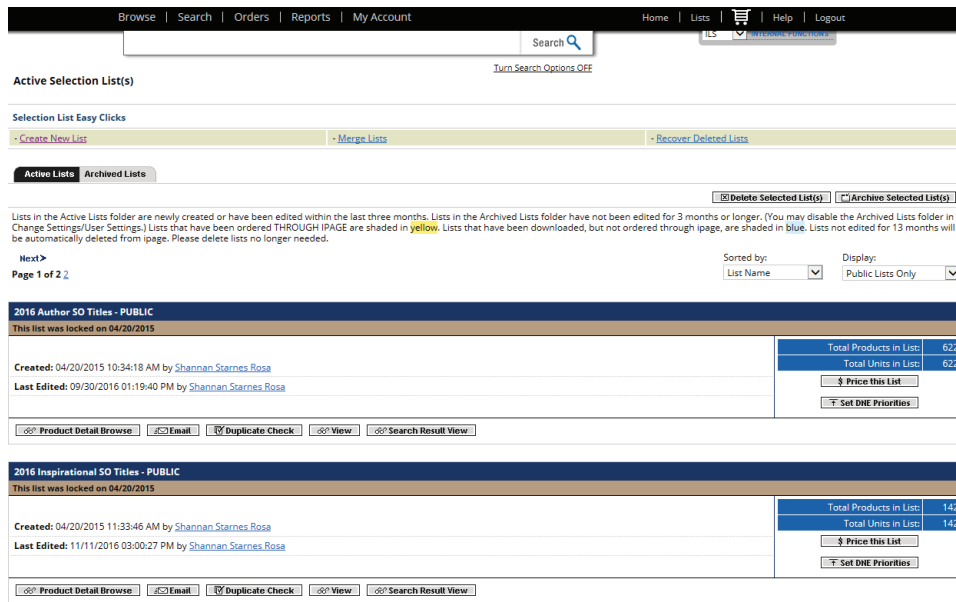 Browse | Search | Orders | Reports | My Account Home | Lists | | Help | Logout
Search ILS INTERNAL FUNCTIONS
Turn Search Options OFF
Active Selection List(s)
Selection List Easy Clicks
- Create New List - Merge Lists - Recover Deleted Lists
Active Lists Archived Lists
Delete Selected List(s) Archive Selected List(s)
Lists in the Active Lists folder are newly created or have been edited within the last three months. Lists in the Archived Lists folder have not been edited for 3 months or longer. (You may disable the Archived Lists folder in
Change Settings/User Settings.) Lists that have been ordered THROUGH IPAGE are shaded in yellow. Lists that have been downloaded, but not ordered through ipage, are shaded in blue. Lists not edited for 13 months will
be automatically deleted from ipage. Please delete lists no longer needed.
Next> Sorted by: Display:
Page 1 of 2 2 List Name Public Lists Only
2016 Author SO Titles - PUBLIC
This list was locked on 04/20/2015
Total Products in List: 622
Total Units in List: 622
Created: 04/20/2015 10:34:18 AM by Shannan Starnes Rosa
$ Price this List
Last Edited: 09/30/2016 01:19:40 PM by Shannan Starnes Rosa
Set DNE Priorities
Product Detail Browse Email Duplicate Check View Search Result View
2016 Inspirational SO Titles - PUBLIC
This list was locked on 04/20/2015
Total Products in List: 142
Total Units in List: 142
Created: 04/20/2015 11:33:46 AM by Shannan Starnes Rosa
$ Price this List
Last Edited: 11/11/2016 03:00:27 PM by Shannan Starnes Rosa
Set DNE Priorities
Product Detail Browse Email Duplicate Check View Search Result View